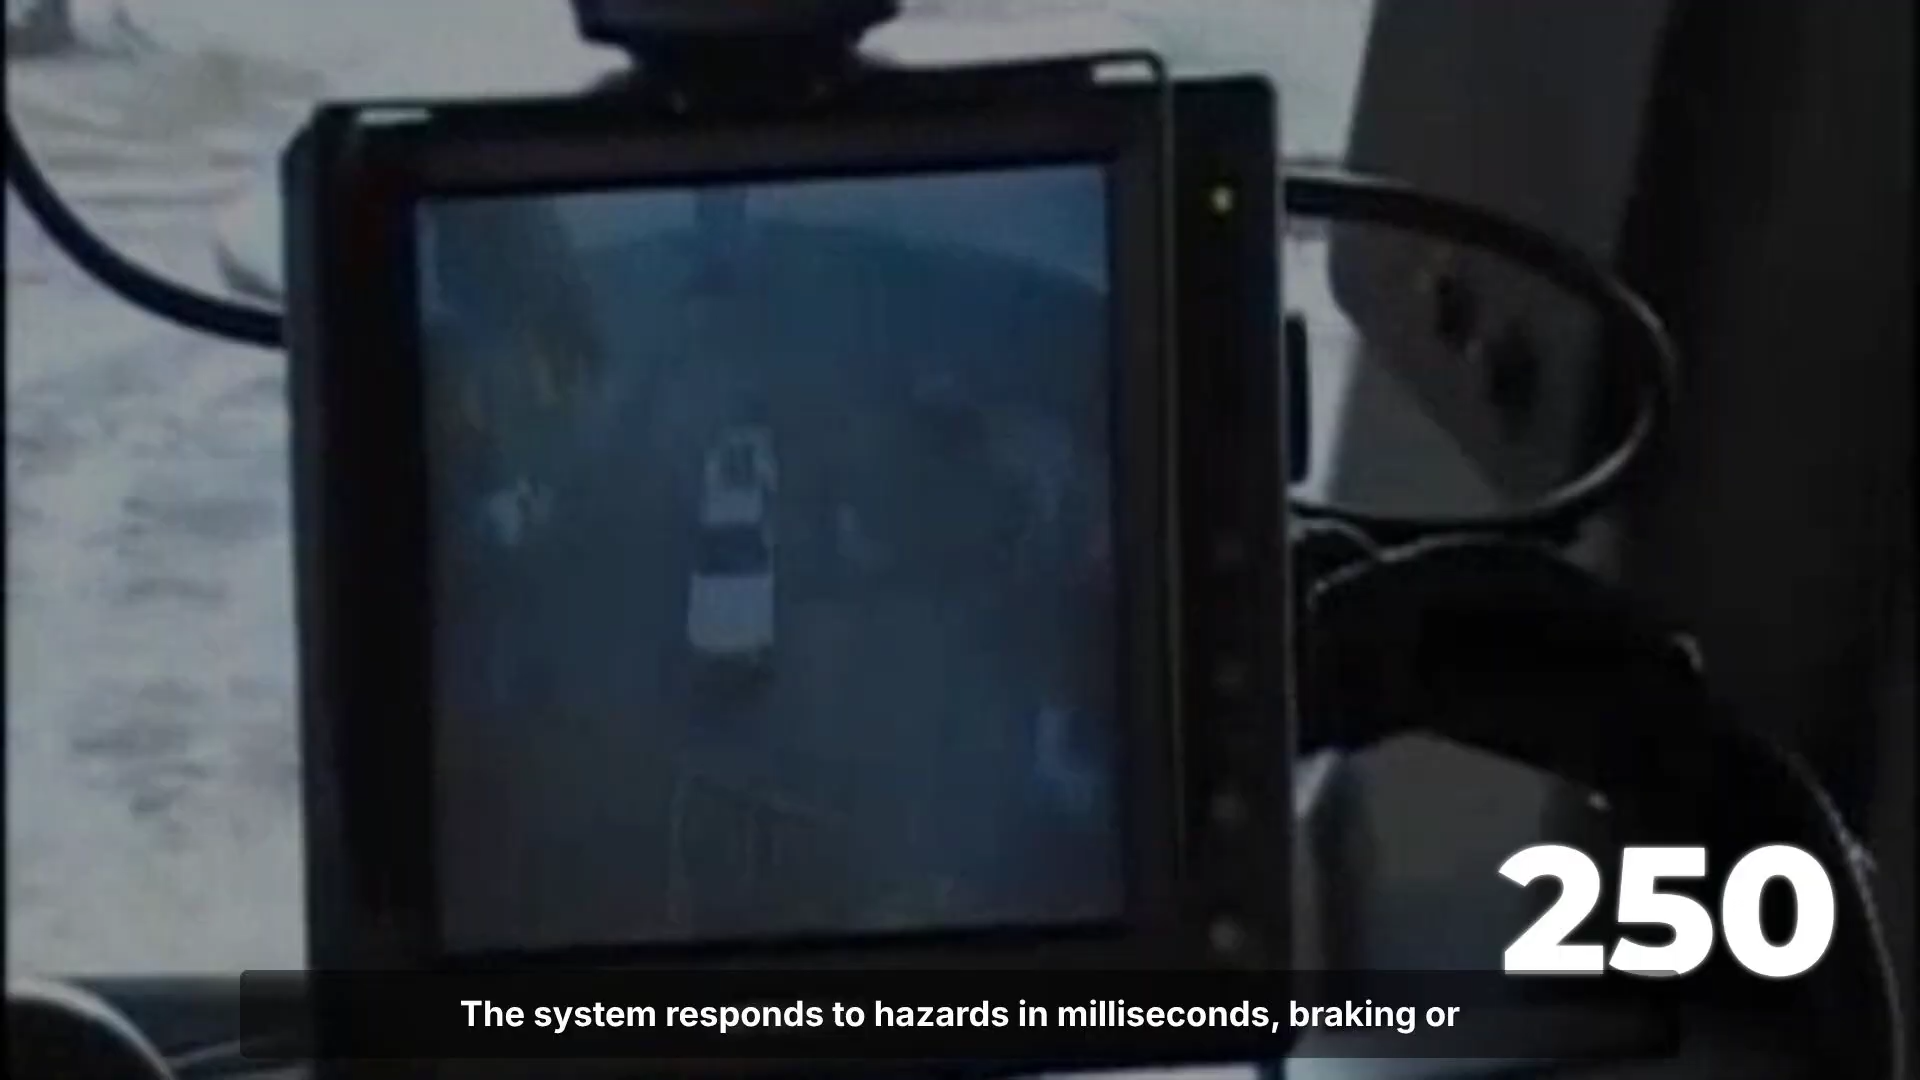 250
The system responds to hazards in milliseconds, braking or